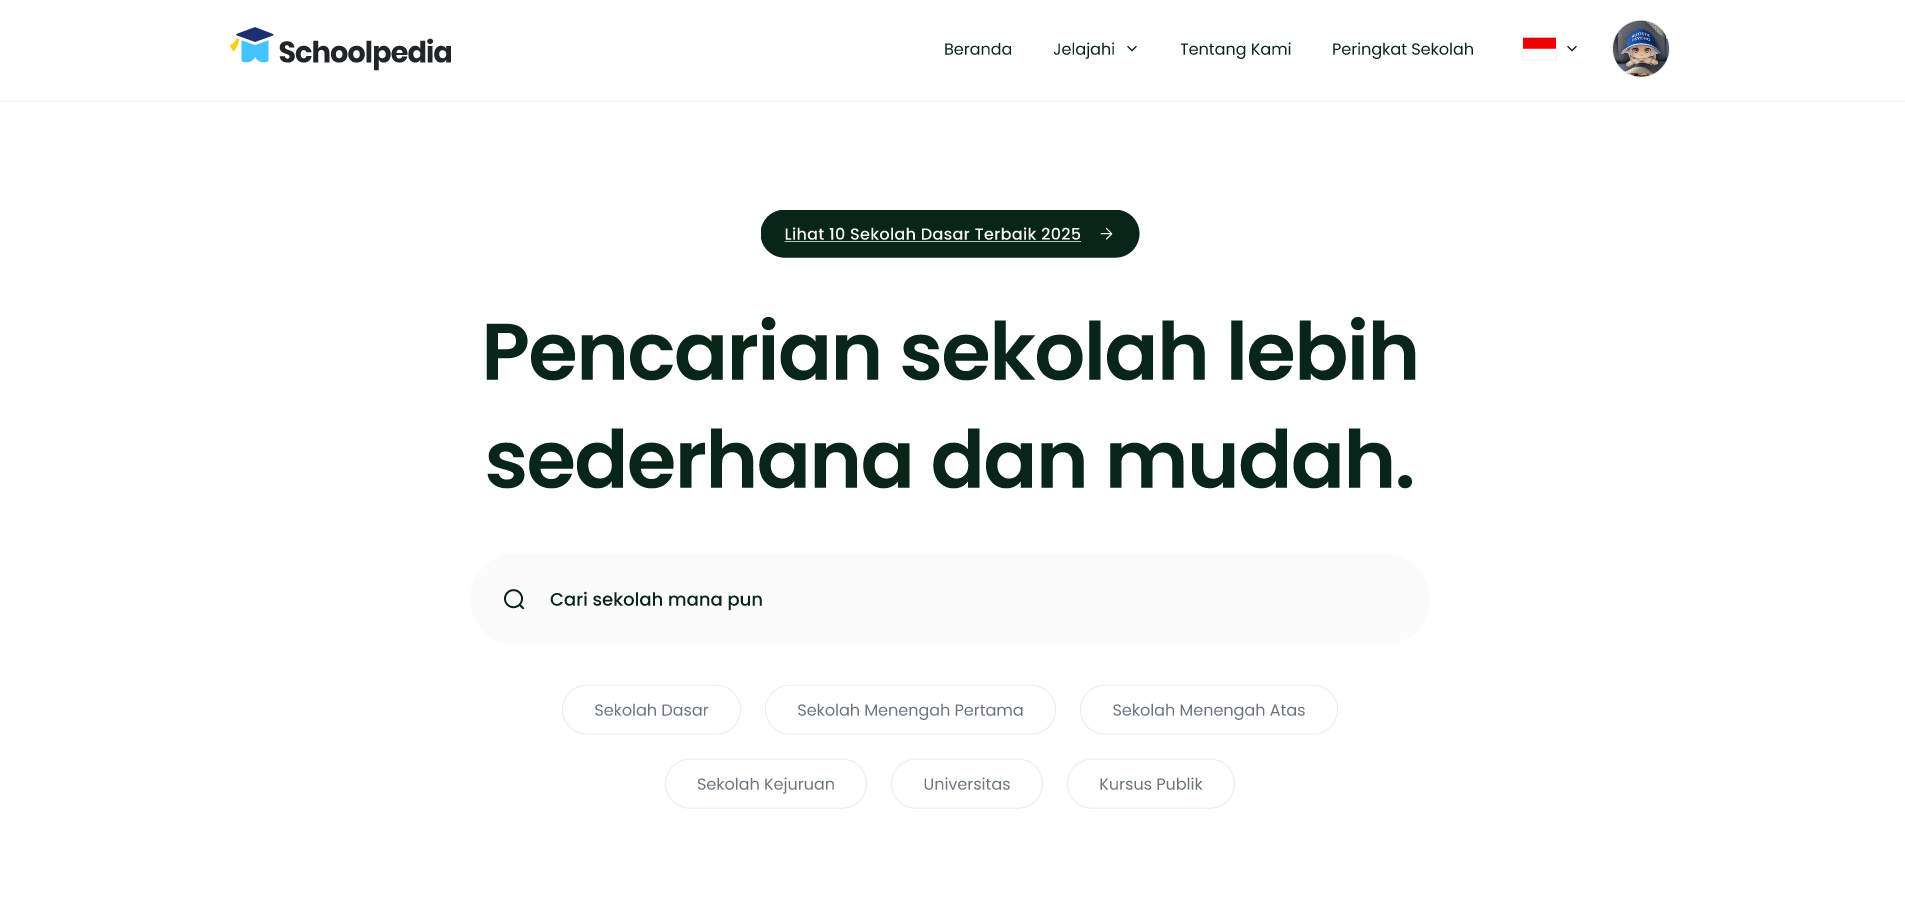 Schoolpedia
Beranda
Jelajahi
Tentang Kami
Peringkat Sekolah
Lihat 10 Sekolah Dasar Terbaik 2025
Pencarian sekolah lebih
sederhana dan mudah.
Cari sekolah mana pun
Sekolah Dasar
Sekolah Menengah Pertama
Sekolah Menengah Atas
Sekolah Kejuruan
Universitas
Kursus Publik